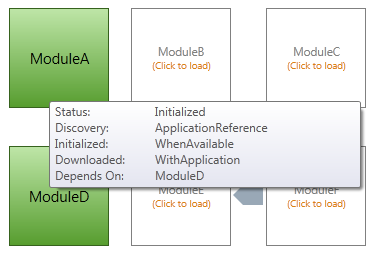 ModuleA
ModuleB
(Click to load)
ModuleC
(Click to load)
Status: Initialized
Discovery: ApplicationReference
Initialized: WhenAvailable
Downloaded: WithApplication
Depends On: ModuleD
ModuleD
ModuleE
(Click to load)
ModuleF
(Click to load)